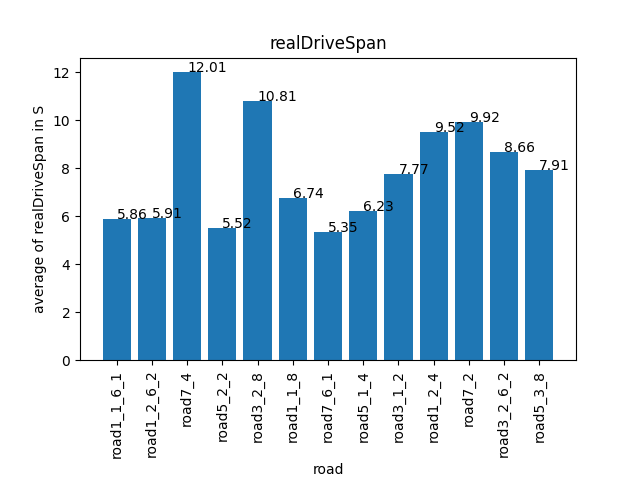 realDriveSpan
average of realDriveSpan in S
12
10
8
6
4
2
0
5.86
5.91
12.01
5.52
10.81
6.74
5.35
6.23
7.77
9.52
9.92
8.66
7.91
road1_1_6_1
road1_2_6_2
road7_4
road5_2_2
road3_2_8
road1_1_8
road7_6_1
road5_1_4
road3_1_2
road1_2_4
road7_2
road3_2_6_2
road5_3_8
road